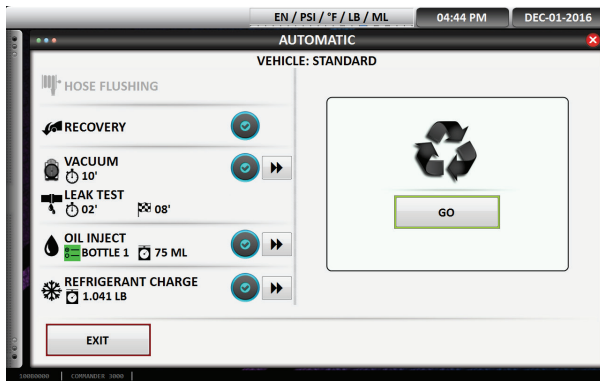 EN / PSI / °F / LB / ML 04:44 PM DEC-01-2016
AUTOMATIC
VEHICLE: STANDARD
HOSE FLUSHING
RECOVERY
VACUUM
10'
LEAK TEST
02' 08'
OIL INJECT
BOTTLE 1 75 ML
REFRIGERANT CHARGE
1.041 LB
GO
EXIT
COMMANDER 3000